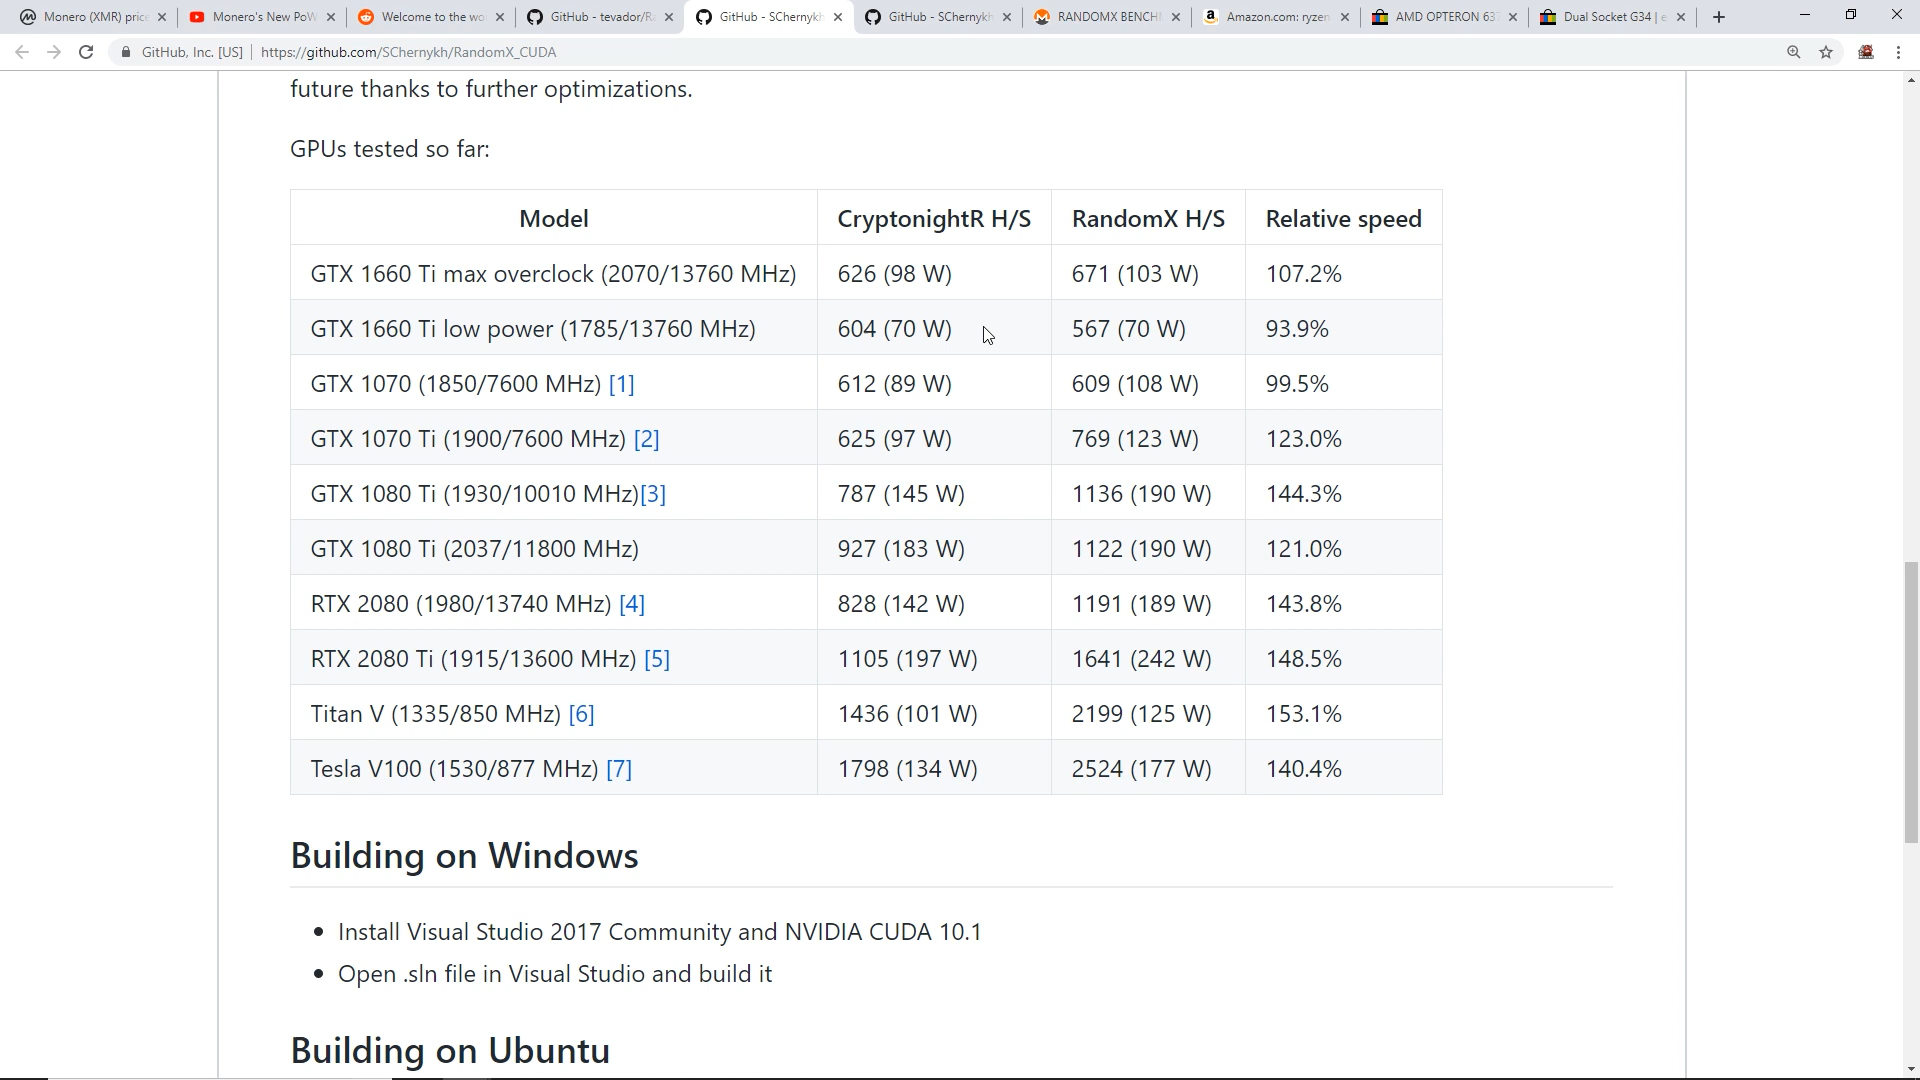 Monero (XMR) pric
Monero's New PoW
Welcome to the wo
GitHub - tevador/R
GitHub - SChernykh
GitHub - SChernykh
RANDOMX BENCH
Amazon.com: ryzen
AMD OPTERON 637
Dual Socket G34 | e
GitHub, Inc. [US] | https://github.com/SChernykh/RandomX_CUDA
future thanks to further optimizations.
GPUs tested so far:
Model CryptonightR H/S RandomX H/S Relative speed
GTX 1660 Ti max overclock (2070/13760 MHz) 626 (98 W) 671 (103 W) 107.2%
GTX 1660 Ti low power (1785/13760 MHz) 604 (70 W) 567 (70 W) 93.9%
GTX 1070 (1850/7600 MHz) [1] 612 (89 W) 609 (108 W) 99.5%
GTX 1070 Ti (1900/7600 MHz) [2] 625 (97 W) 769 (123 W) 123.0%
GTX 1080 Ti (1930/10010 MHz)[3] 787 (145 W) 1136 (190 W) 144.3%
GTX 1080 Ti (2037/11800 MHz) 927 (183 W) 1122 (190 W) 121.0%
RTX 2080 (1980/13740 MHz) [4] 828 (142 W) 1191 (189 W) 143.8%
RTX 2080 Ti (1915/13600 MHz) [5] 1105 (197 W) 1641 (242 W) 148.5%
Titan V (1335/850 MHz) [6] 1436 (101 W) 2199 (125 W) 153.1%
Tesla V100 (1530/877 MHz) [7] 1798 (134 W) 2524 (177 W) 140.4%
Building on Windows
• Install Visual Studio 2017 Community and NVIDIA CUDA 10.1
• Open .sln file in Visual Studio and build it
Building on Ubuntu